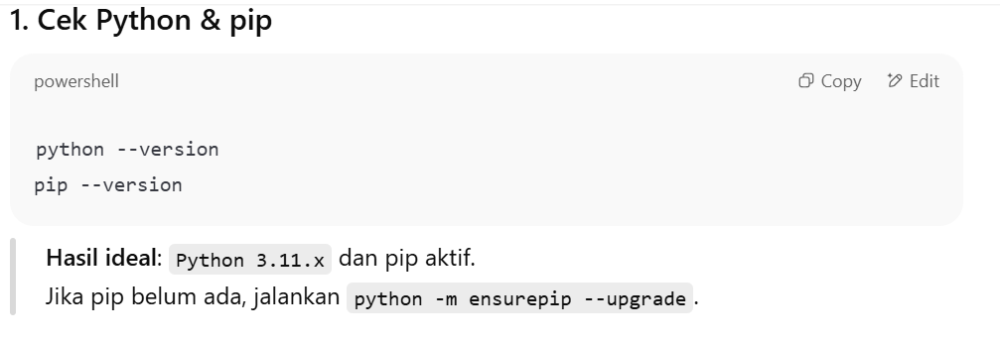 1. Cek Python & pip
powershell
Copy
Edit
python --version
pip --version
Hasil ideal: Python 3.11.x dan pip aktif.
Jika pip belum ada, jalankan python -m ensurepip --upgrade.